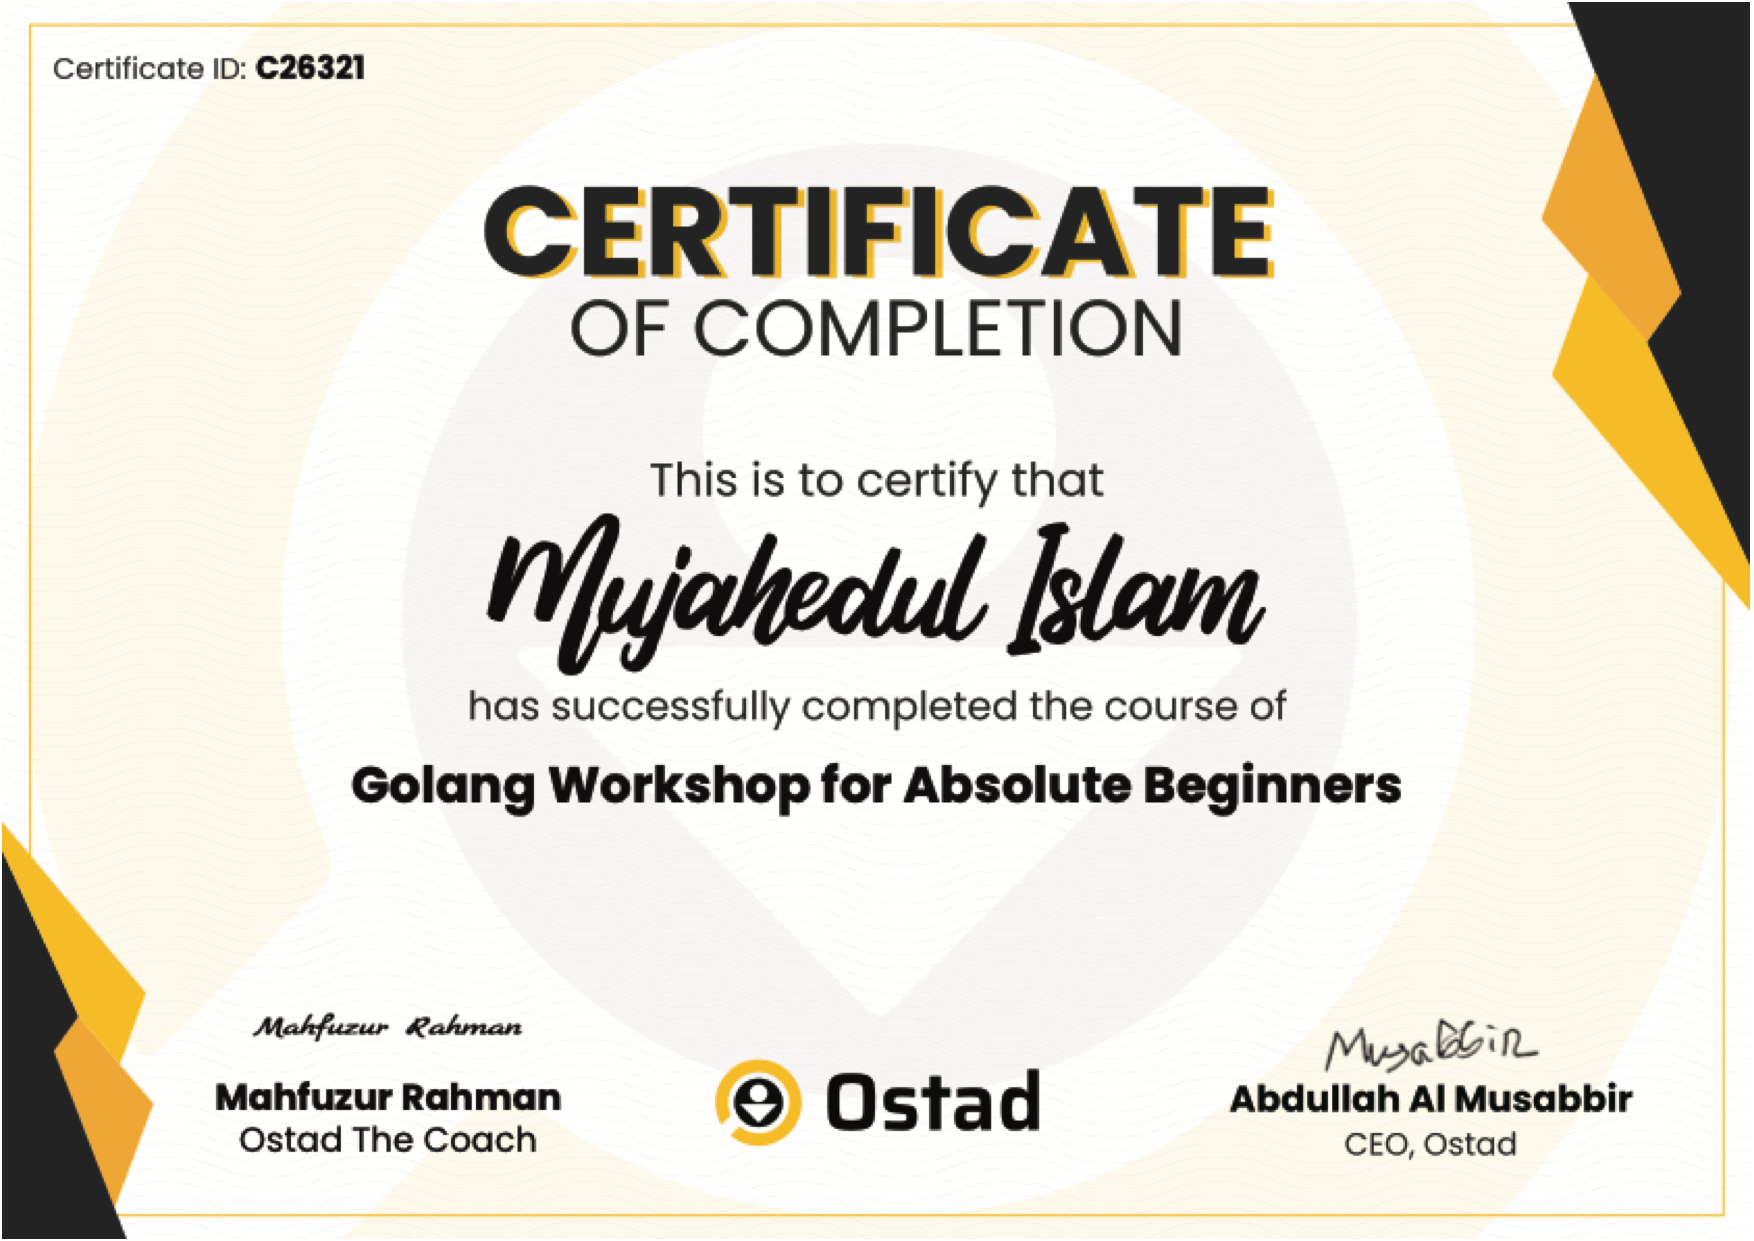 Certificate ID: C26321
CERTIFICATE
OF COMPLETION
This is to certify that
Mujahedul Islam
has successfully completed the course of
Golang Workshop for Absolute Beginners
Mahfuzur Rahman
Mahfuzur Rahman
Ostad The Coach
Ostad
Musabbir
Abdullah Al Musabbir
CEO, Ostad